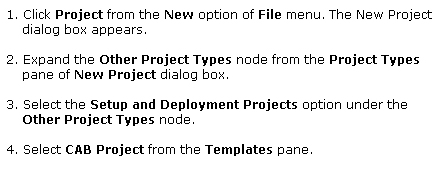 1. Click Project from the New option of File menu. The New Project
dialog box appears.
2. Expand the Other Project Types node from the Project Types
pane of New Project dialog box.
3. Select the Setup and Deployment Projects option under the
Other Project Types node.
4. Select CAB Project from the Templates pane.